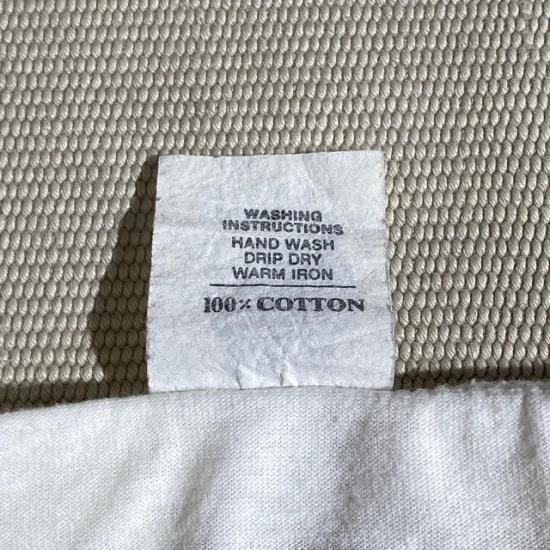 WASHING
INSTRUCTIONS
HAND WASH
DRIP DRY
WARM IRON
100% COTTON